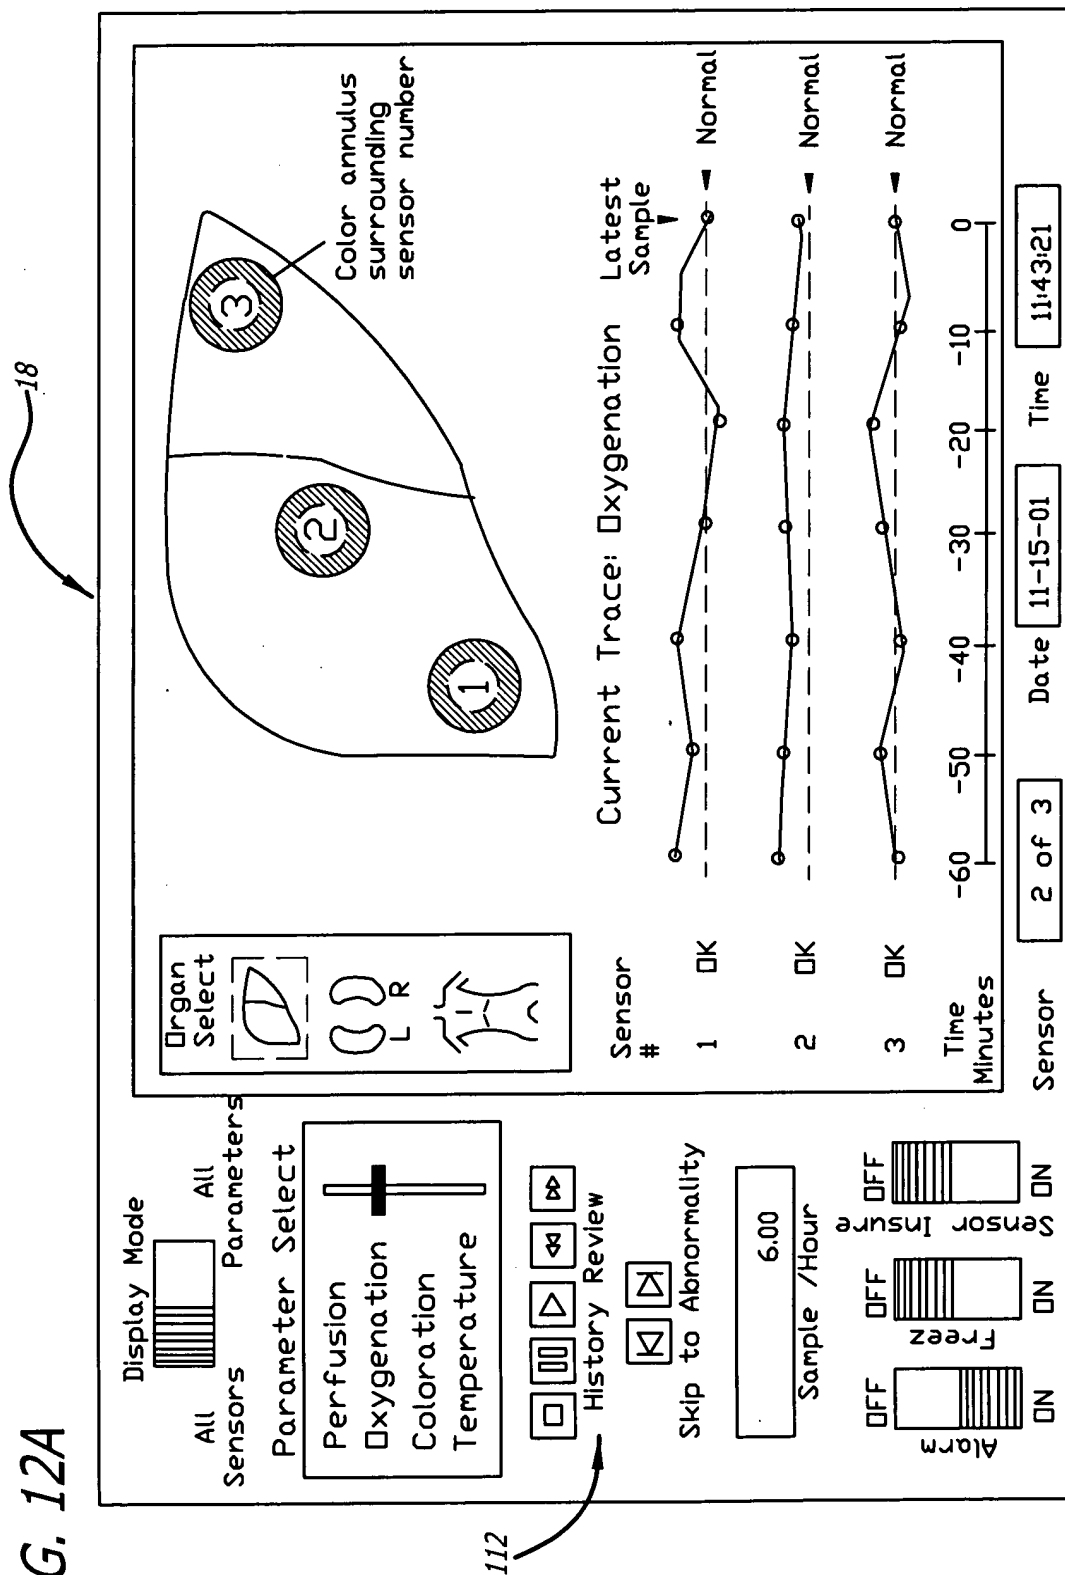 G. 12A
18
112
Display Mode
All
Sensors
All
Parameters
Parameter Select
Perfusion
Oxygenation
Coloration
Temperature
History Review
Skip to Abnormality
6.00
Sample /Hour
OFF
Alarm
ON
OFF
Freez
ON
OFF
Sensor Insure
ON
Organ
Select
L
R
1
2
3
Color annulus
surrounding
sensor number
Current Trace: Oxygenation
Latest
Sample
Sensor
#
1 OK Normal
2 OK Normal
3 OK Normal
Time
Minutes
-60 -50 -40 -30 -20 -10 0
Sensor 2 of 3 Date 11-15-01 Time 11:43:21